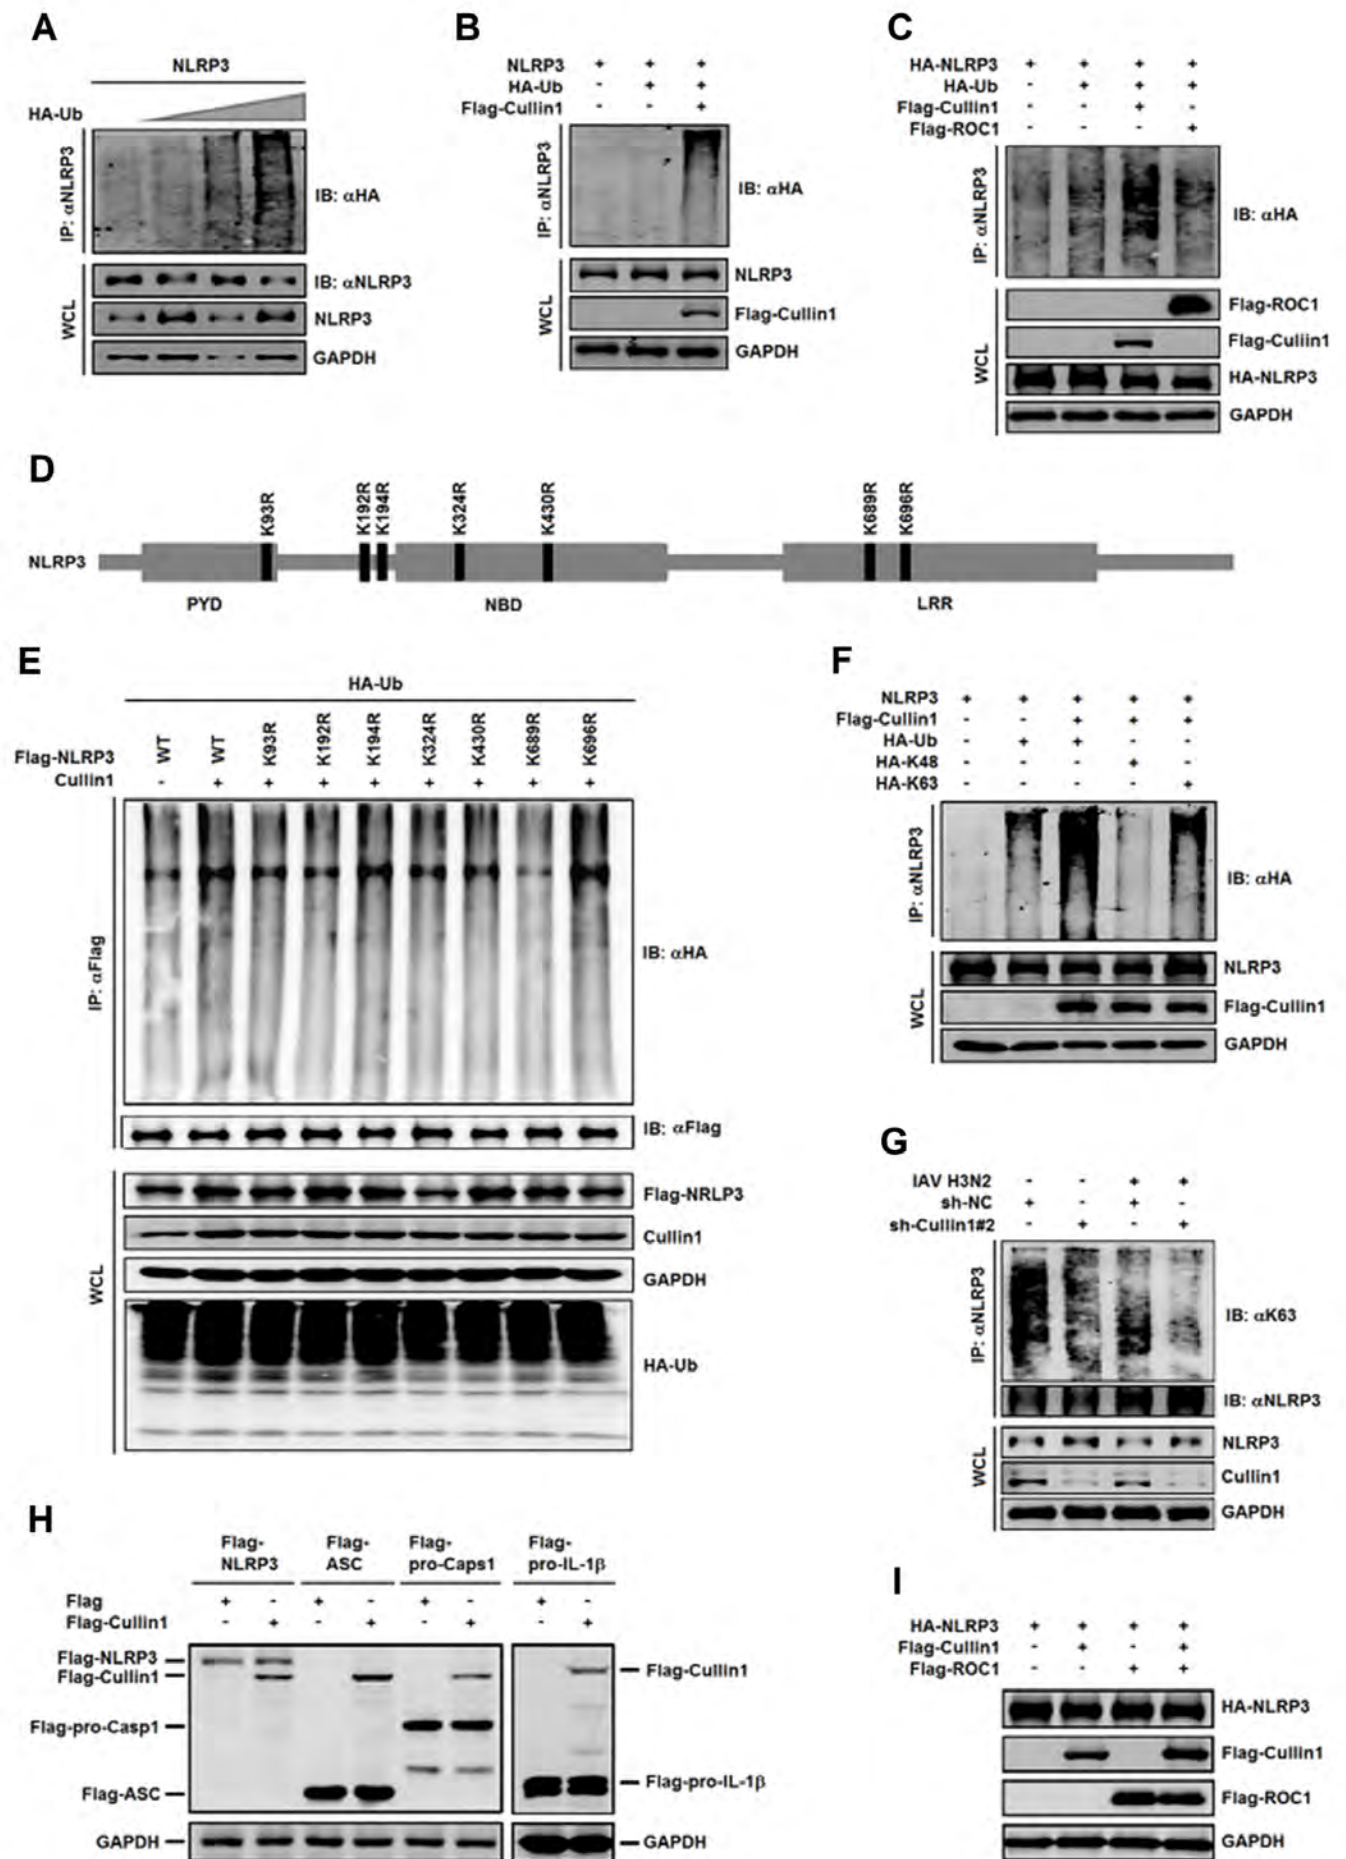 A
NLRP3
HA-Ub
IP: αNLRP3
IB: αHA
WCL
IB: αNLRP3
NLRP3
GAPDH
B
NLRP3 + + +
HA-Ub - + +
Flag-Cullin1 - - +
IP: αNLRP3
IB: αHA
WCL
NLRP3
Flag-Cullin1
GAPDH
C
HA-NLRP3 + + + +
HA-Ub - + + +
Flag-Cullin1 - - + -
Flag-ROC1 - - - +
IP: αNLRP3
IB: αHA
WCL
Flag-ROC1
Flag-Culiin1
HA-NLRP3
GAPDH
D
K93R K192R K194R K324R K430R K689R K696R
NLRP3
PYD NBD LRR
E
HA-Ub
Flag-NLRP3 WT WT K93R K192R K194R K324R K430R K689R K696R
Cullin1 - + + + + + + + +
IP: αFlag
IB: αHA
IB: αFlag
WCL
Flag-NRLP3
Cullin1
GAPDH
HA-Ub
F
NLRP3 + + + + +
Flag-Cullin1 - - + + +
HA-Ub - + + - -
HA-K48 - - - + -
HA-K63 - - - - +
IP: αNLRP3
IB: αHA
WCL
NLRP3
Flag-Cullin1
GAPDH
G
IAV H3N2 - - + +
sh-NC + - + -
sh-Cullin1#2 - + - +
IP: αNLRP3
IB: αK63
IB: αNLRP3
WCL
NLRP3
Cullin1
GAPDH
H
Flag- Flag- Flag- Flag-
NLRP3 ASC pro-Caps1 pro-IL-1β
Flag + - + - + - + -
Flag-Cullin1 - + - + - + - +
Flag-NLRP3
Flag-Cullin1 Flag-Cullin1
Flag-pro-Casp1
Flag-ASC Flag-pro-IL-1β
GAPDH GAPDH
I
HA-NLRP3 + + + +
Flag-Cullin1 - + - +
Flag-ROC1 - - + +
HA-NLRP3
Flag-Cullin1
Flag-ROC1
GAPDH